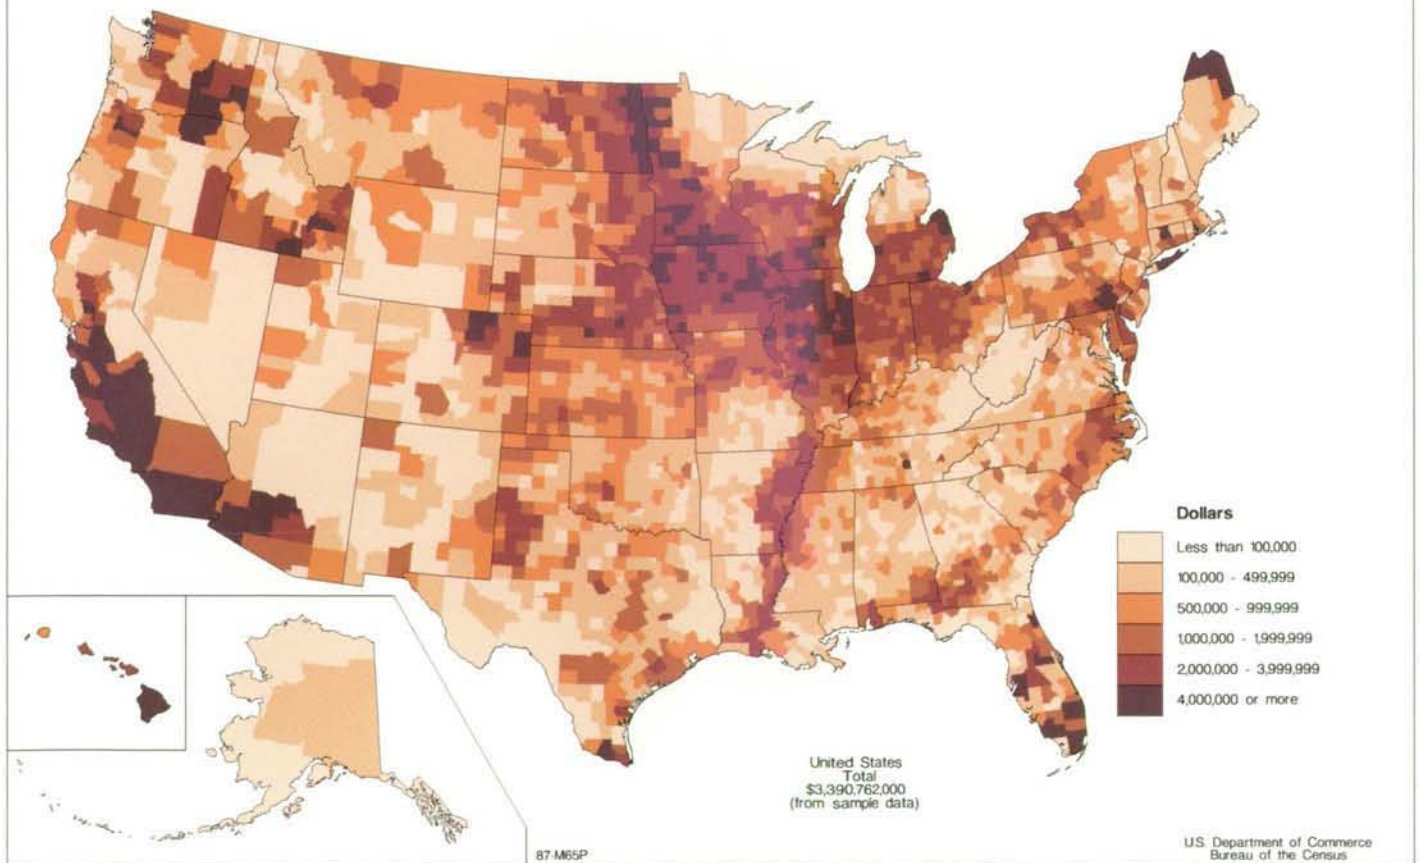 Dollars
Less than 100,000
100,000 - 499,999
500,000 - 999,999
1,000,000 - 1,999,999
2,000,000 - 3,999,999
4,000,000 or more
United States
Total
$3,390,762,000
(from sample data)
87-M65P
U.S. Department of Commerce
Bureau of the Census